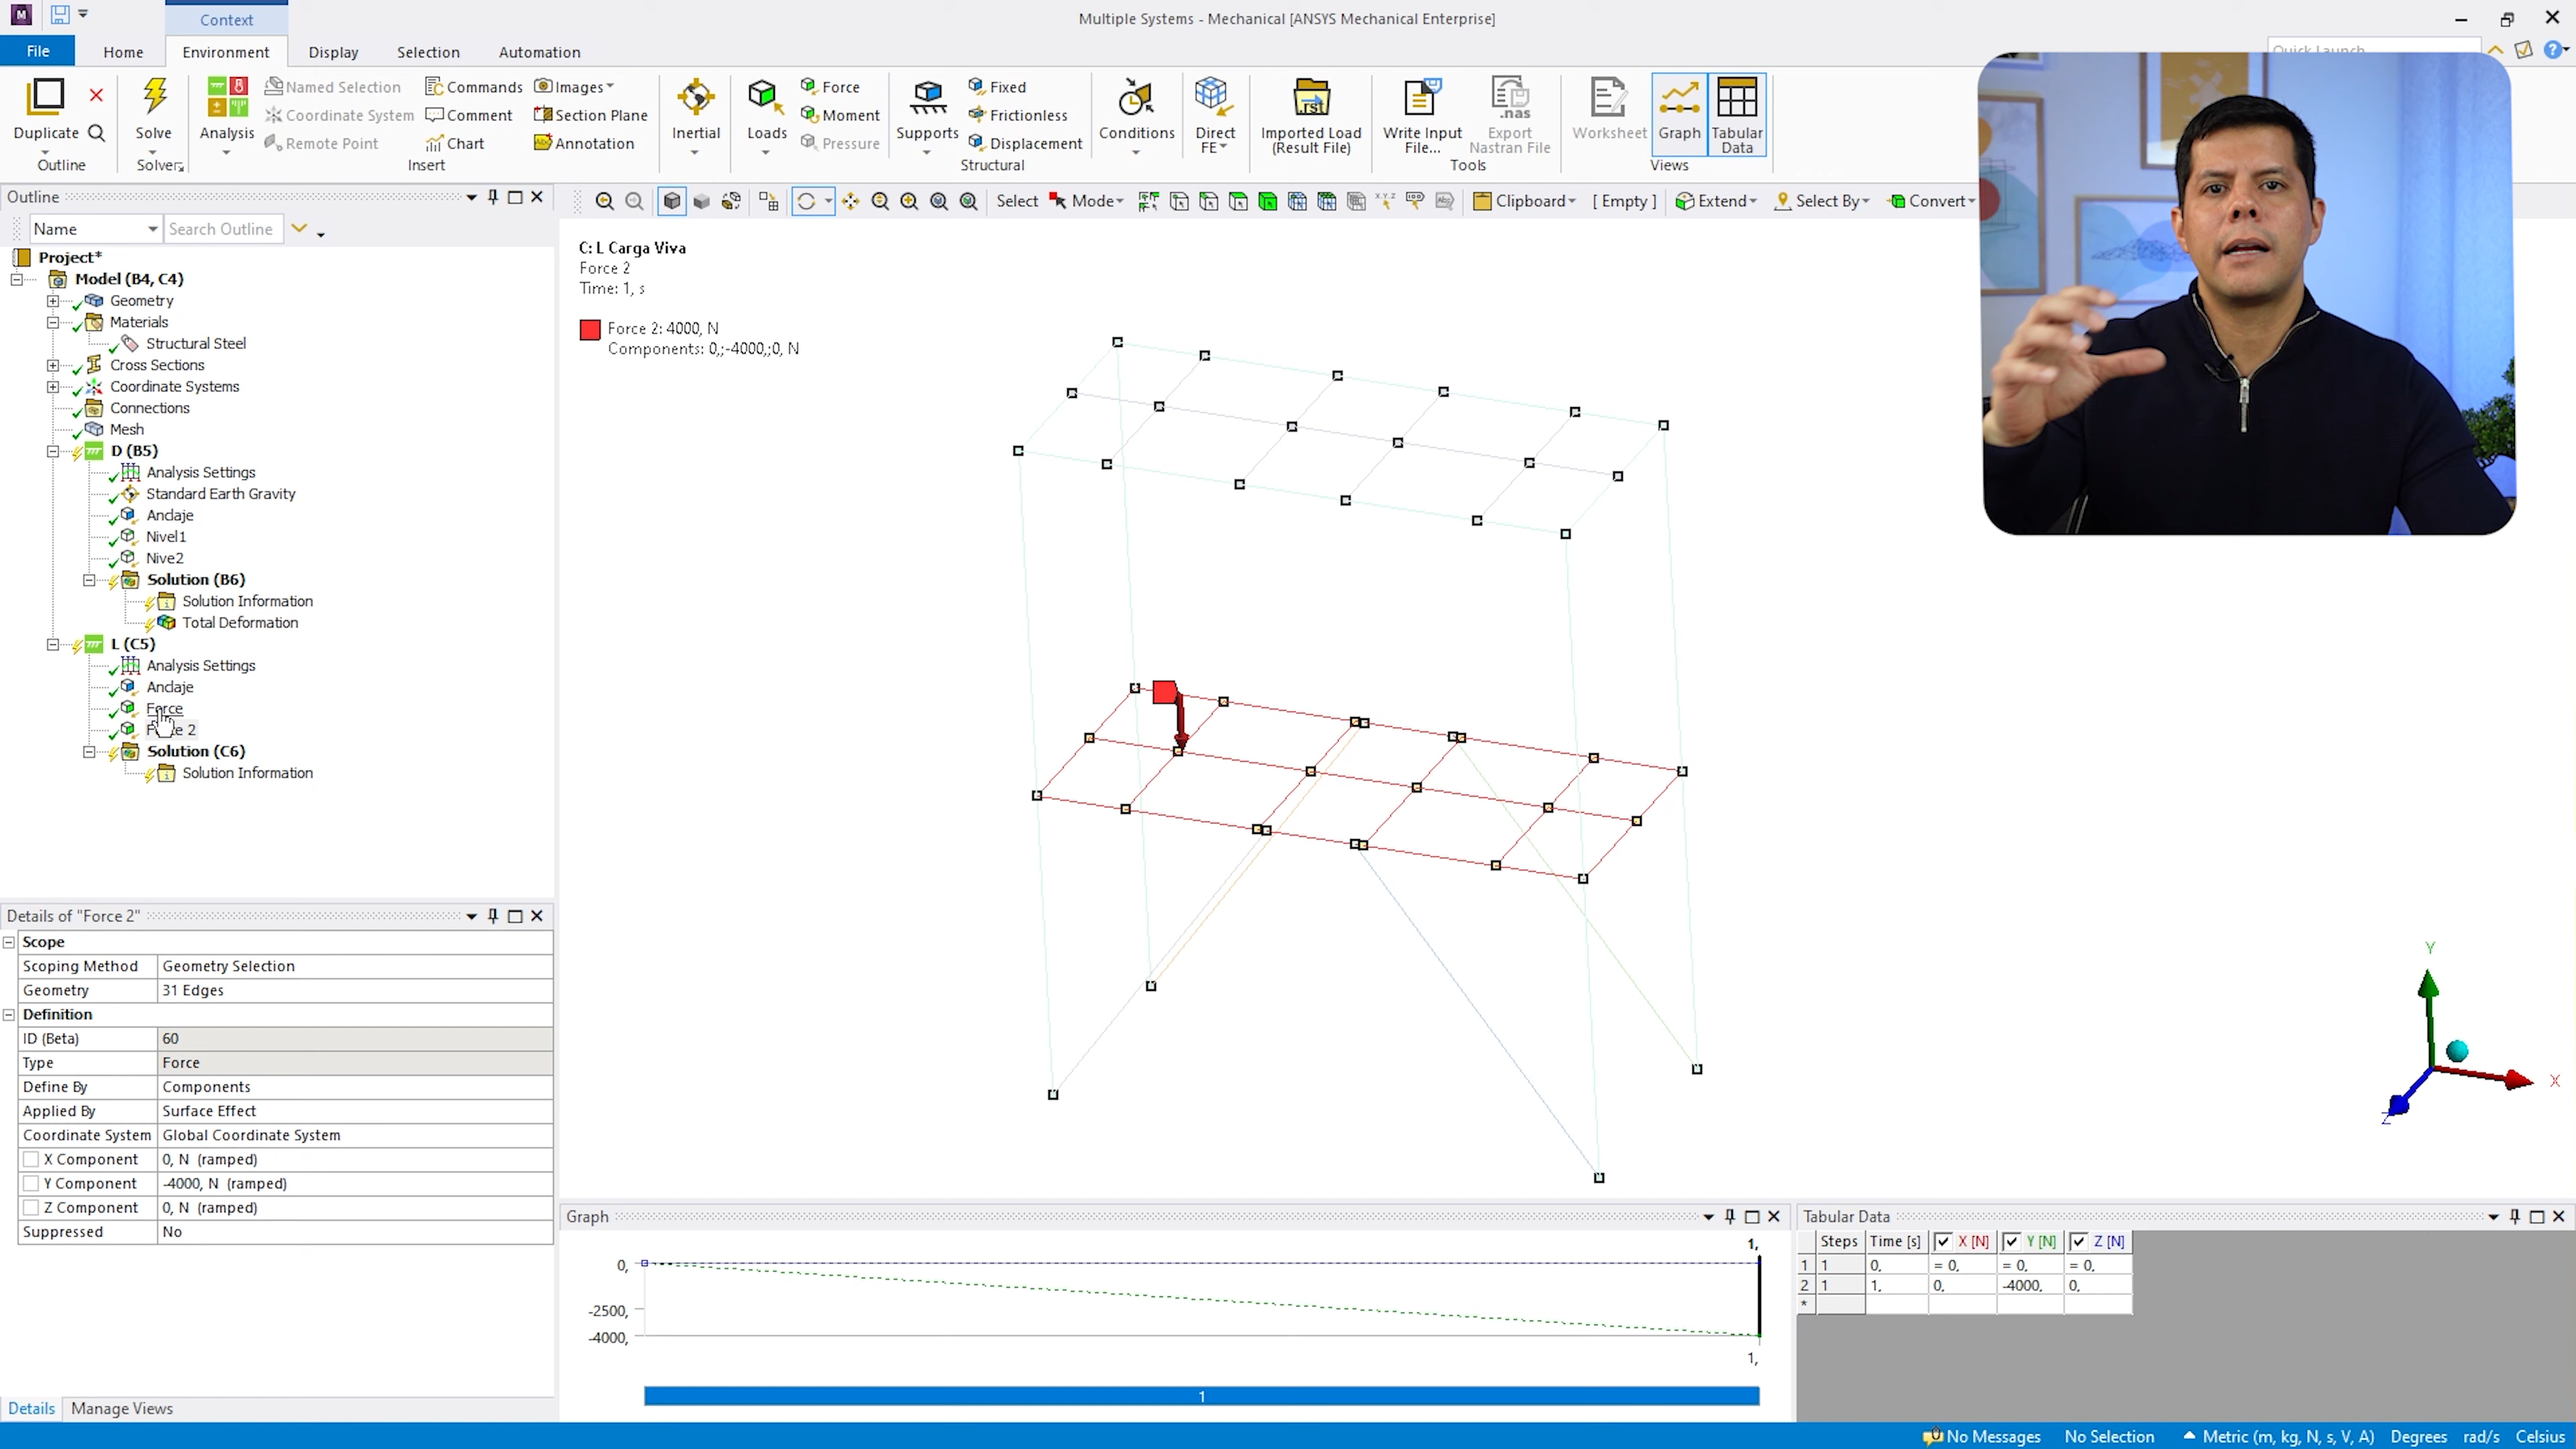 Context
Multiple Systems - Mechanical [ANSYS Mechanical Enterprise]
File Home Environment Display Selection Automation
Quick Launch
Duplicate
Outline
Solve
Solver
Analysis
Named Selection
Coordinate System
Remote Point
Commands
Comment
Chart
Images
Section Plane
Annotation
Insert
Inertial
Loads
Force
Moment
Pressure
Supports
Fixed
Frictionless
Displacement
Structural
Conditions
Direct FE
Imported Load (Result File)
Write Input File...
.nas
Export Nastran File
Tools
Worksheet
Graph
Tabular Data
Views
Outline
Name Search Outline
Select Mode Clipboard [ Empty ] Extend Select By Convert
Project*
Model (B4, C4)
Geometry
Materials
Structural Steel
Cross Sections
Coordinate Systems
Connections
Mesh
D (B5)
Analysis Settings
Standard Earth Gravity
Anclaje
Nivel1
Nive2
Solution (B6)
Solution Information
Total Deformation
L (C5)
Analysis Settings
Anclaje
Force
2
Solution (C6)
Solution Information
C: L Carga Viva
Force 2
Time: 1, s
Force 2: 4000, N
Components: 0,;-4000,;0, N
Y
X
Z
Details of "Force 2"
Scope
Scoping Method Geometry Selection
Geometry 31 Edges
Definition
ID (Beta) 60
Type Force
Define By Components
Applied By Surface Effect
Coordinate System Global Coordinate System
X Component 0, N (ramped)
Y Component -4000, N (ramped)
Z Component 0, N (ramped)
Suppressed No
Details Manage Views
Graph
1,
0,
-2500,
-4000,
1,
1
Tabular Data
Steps Time [s] X [N] Y [N] Z [N]
1 1 0, = 0, = 0, = 0,
2 1 1, 0, -4000, 0,
*
No Messages No Selection Metric (m, kg, N, s, V, A) Degrees rad/s Celsius